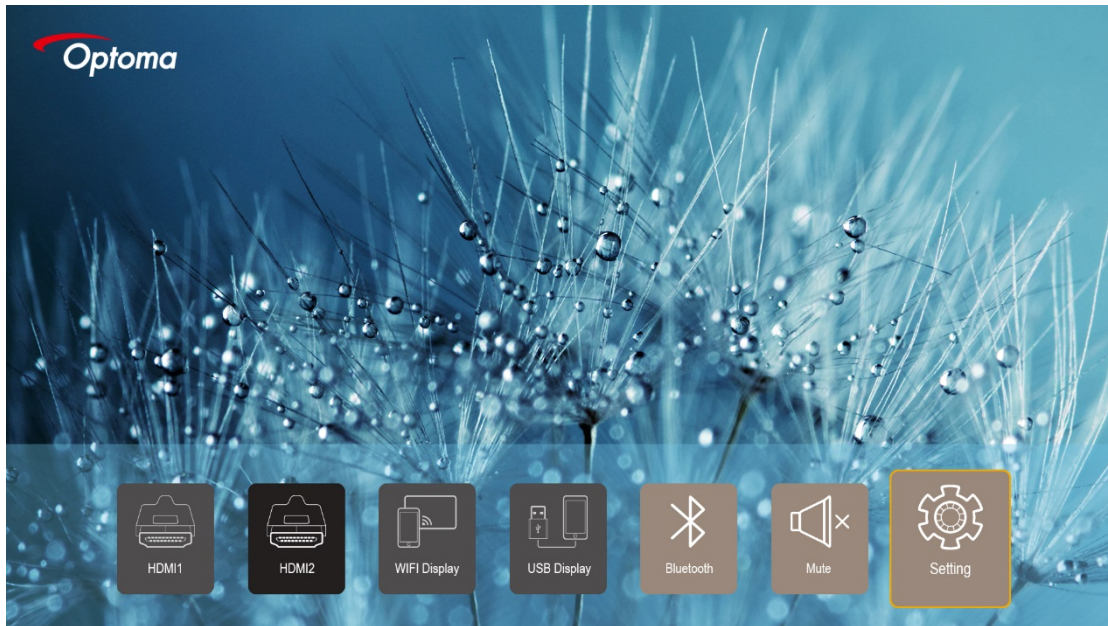 Optoma
HDMI1
HDMI2
WIFI Display
USB Display
Bluetooth
Mute
Setting